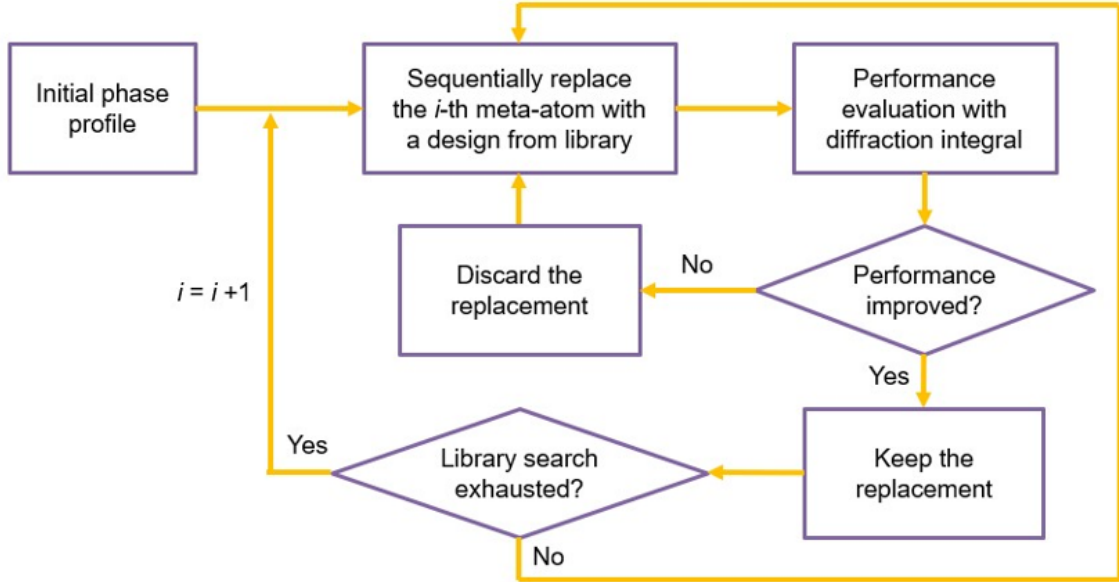 Initial phase
profile
Sequentially replace
the i-th meta-atom with
a design from library
Performance
evaluation with
diffraction integral
Discard the
replacement
No
Performance
improved?
i = i +1
Yes
Yes
Library search
exhausted?
Keep the
replacement
No